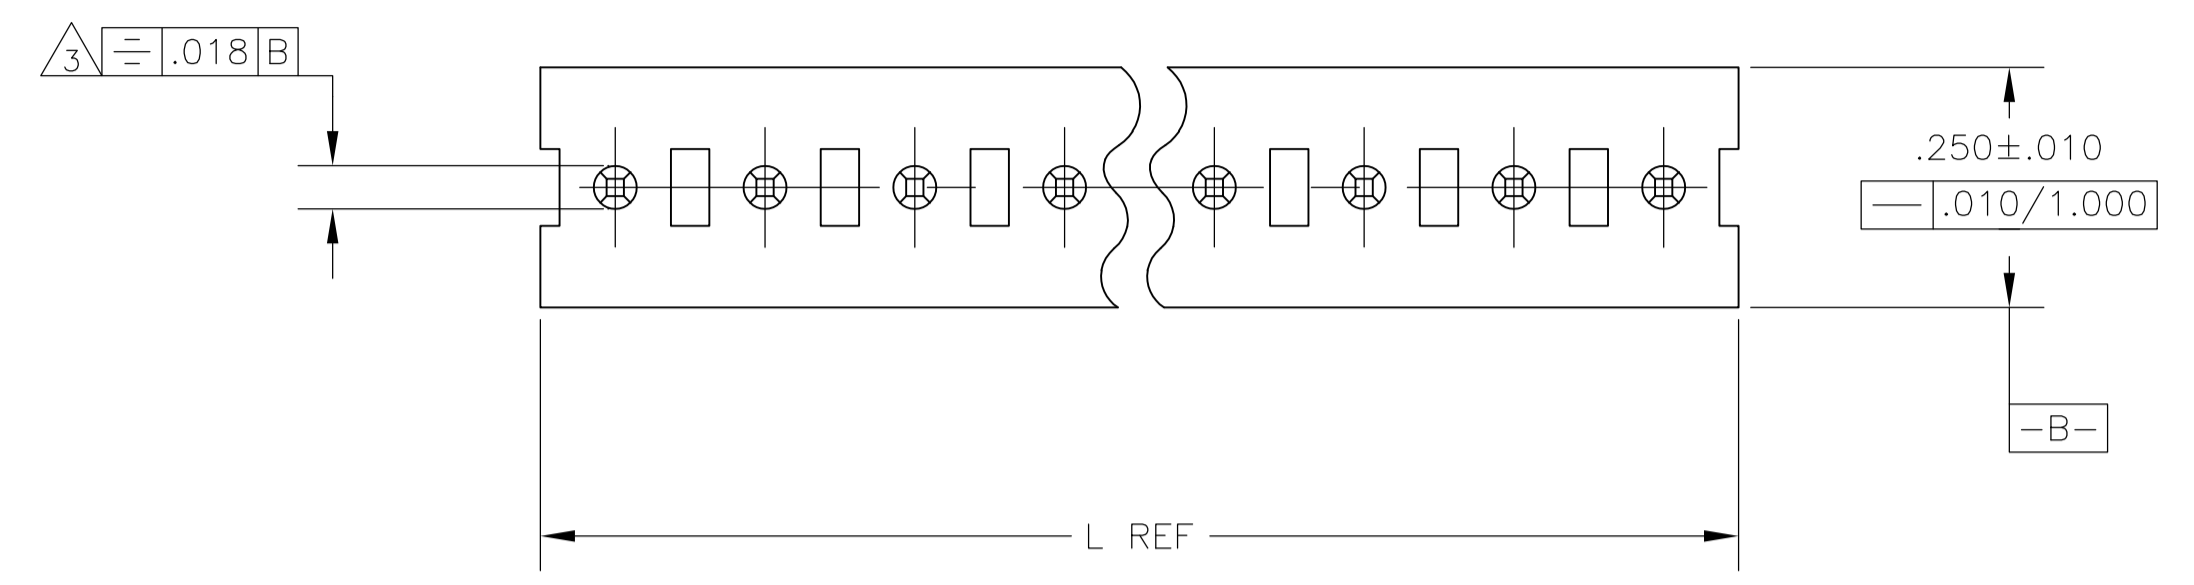 3 ⌯ .018 B
.250±.010
— .010/1.000
-B-
L REF